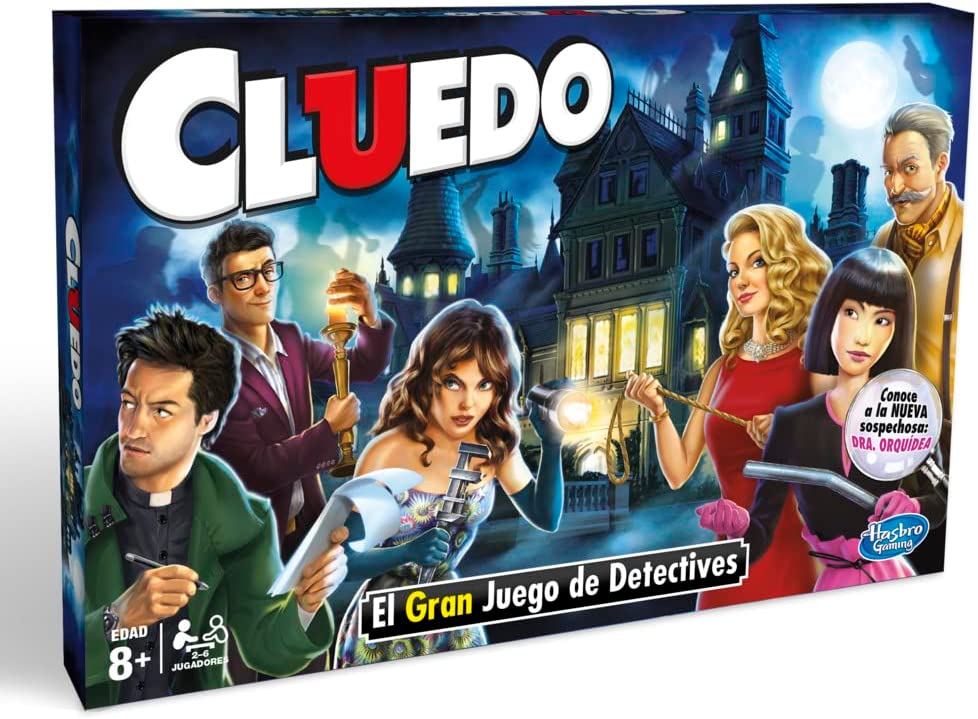 CLUEDO
CLUEDO
Conoce
a la NUEVA
sospechosa:
DRA. ORQUÍDEA
Hasbro
Gaming
El Gran Juego de Detectives
EDAD
8+
2-6
JUGADORES